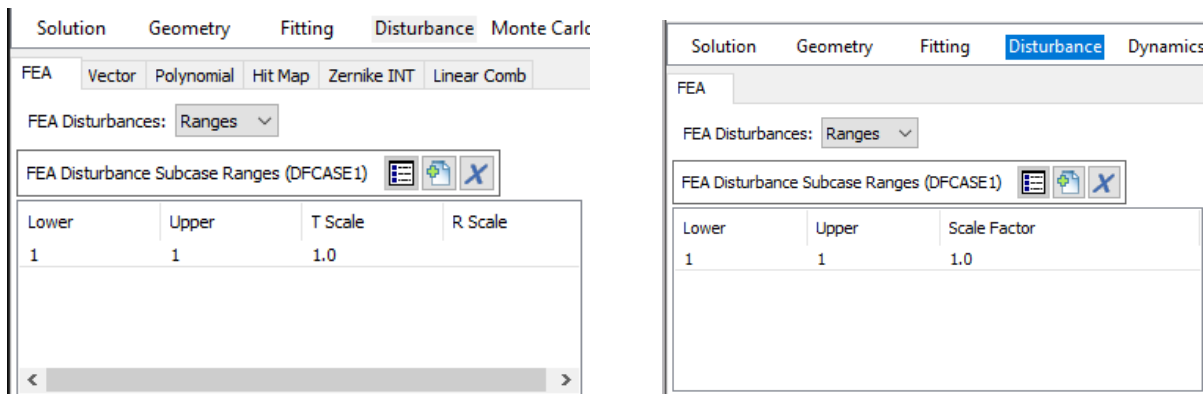 Solution Geometry Fitting Disturbance Monte Carlo
FEA Vector Polynomial Hit Map Zernike INT Linear Comb
FEA Disturbances: Ranges
FEA Disturbance Subcase Ranges (DFCASE1)
Lower Upper T Scale R Scale
1 1 1.0
Solution Geometry Fitting Disturbance Dynamics
FEA
FEA Disturbances: Ranges
FEA Disturbance Subcase Ranges (DFCASE1)
Lower Upper Scale Factor
1 1 1.0